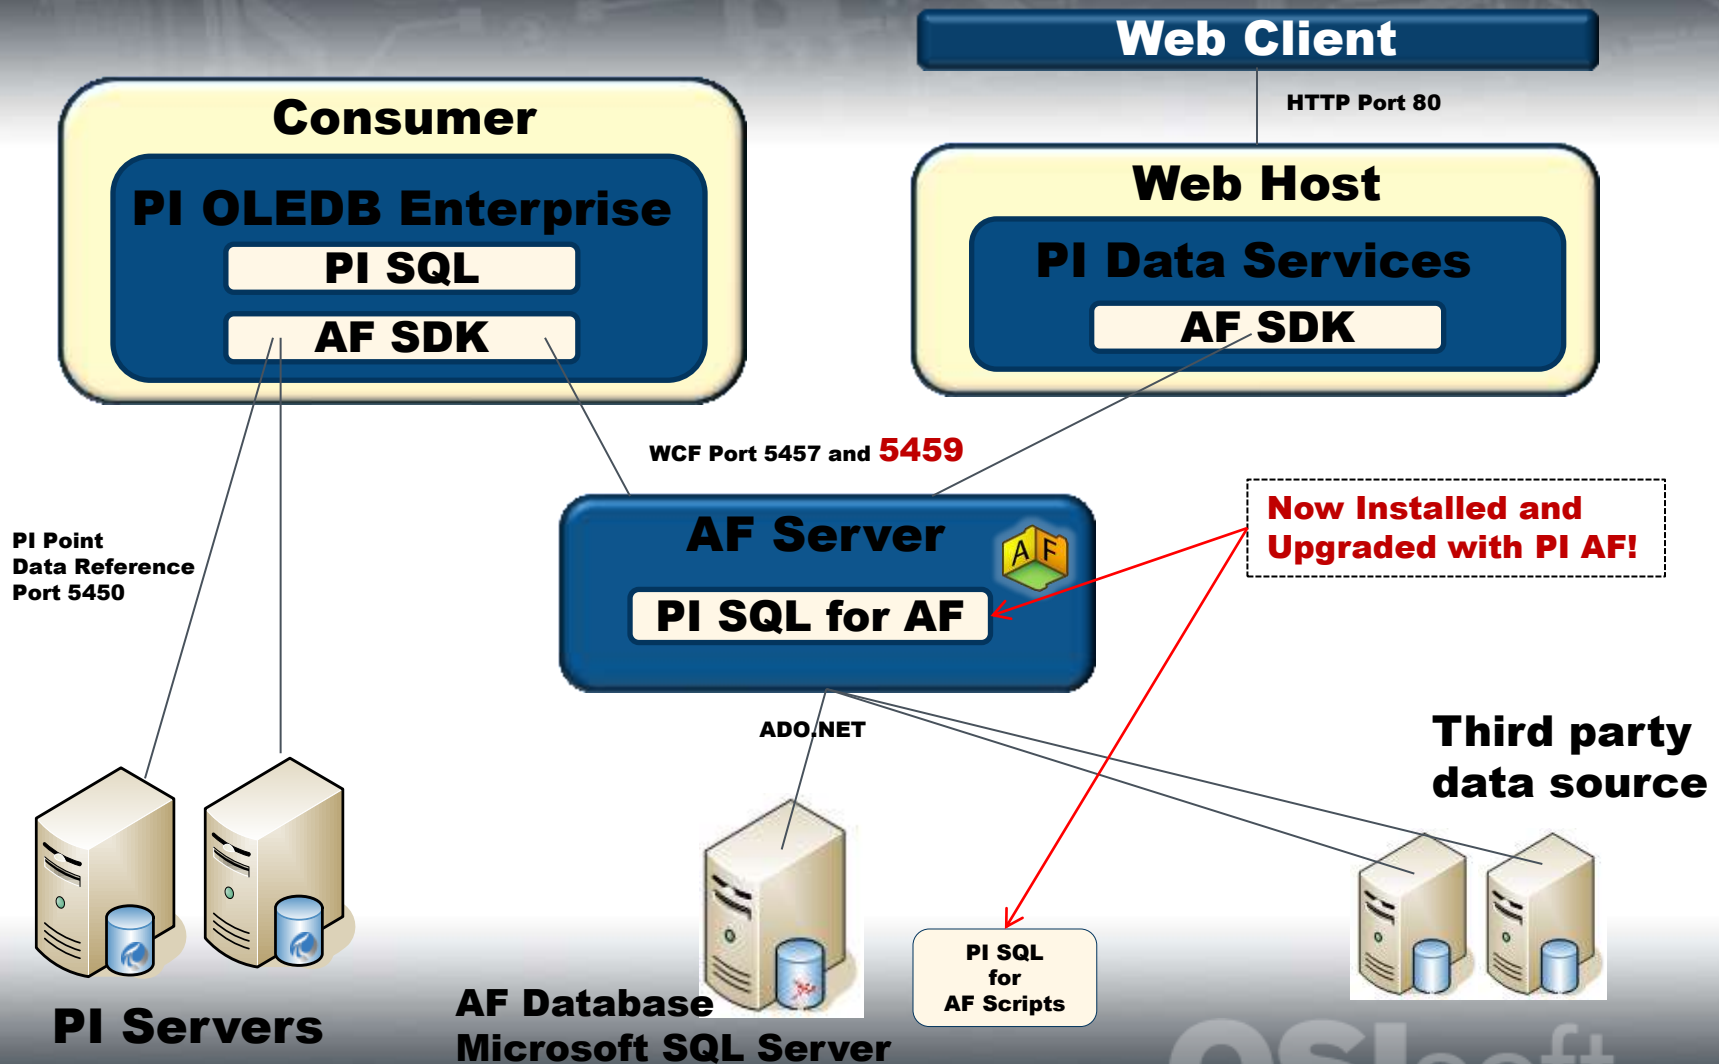 Web Client
HTTP Port 80
Consumer
PI OLEDB Enterprise
PI SQL
AF SDK
Web Host
PI Data Services
AF SDK
WCF Port 5457 and 5459
PI Point
Data Reference
Port 5450
AF Server
AF
PI SQL for AF
Now Installed and
Upgraded with PI AF!
ADO.NET
Third party
data source
PI Servers
AF Database
Microsoft SQL Server
PI SQL
for
AF Scripts
OSIsoft